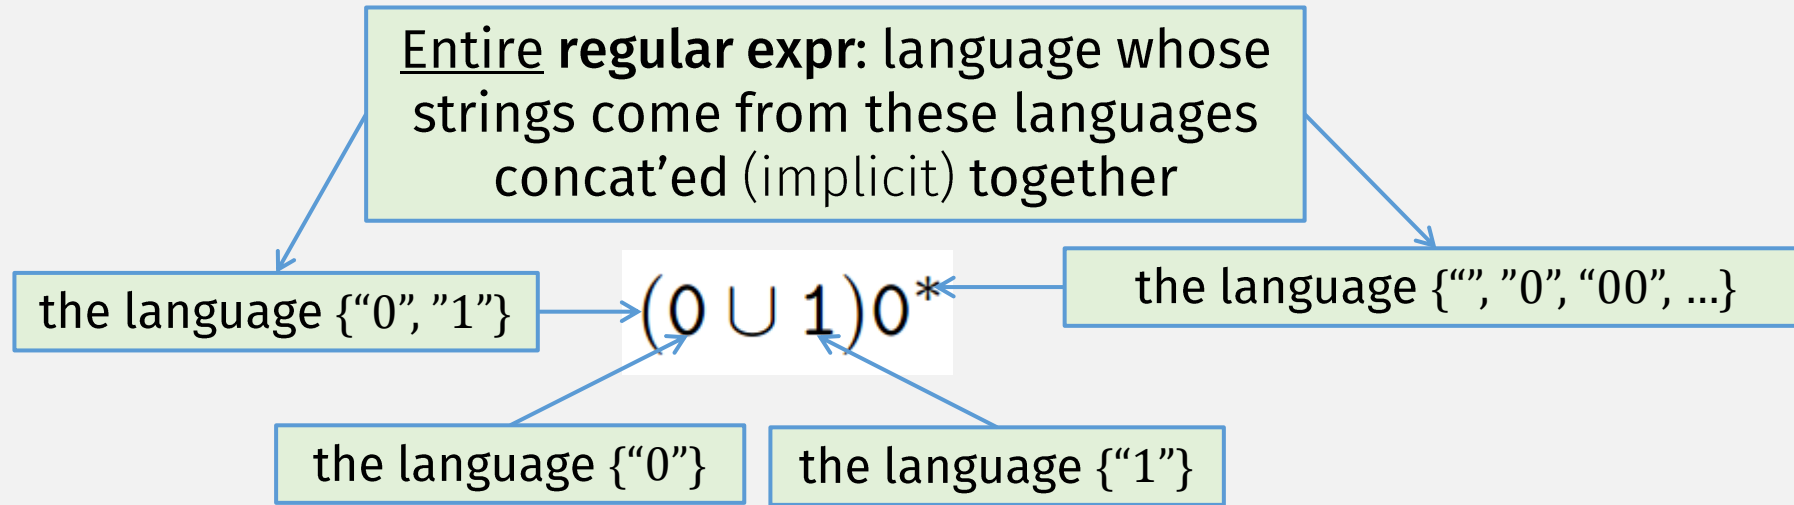 Entire regular expr: language whose
strings come from these languages
concat’ed (implicit) together
the language {“0”, ”1”}
(0 ∪ 1)0*
the language {“”, ”0”, “00”, ...}
the language {“0”}
the language {“1”}